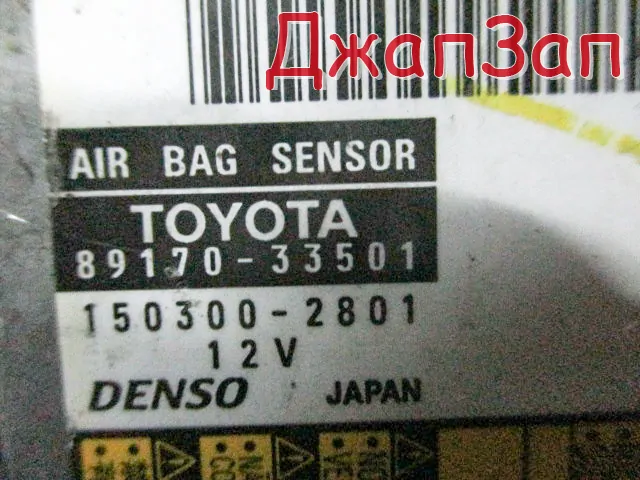 ДжапЗап
AIR BAG SENSOR
TOYOTA
89170-33501
150300-2801
12V
DENSO JAPAN